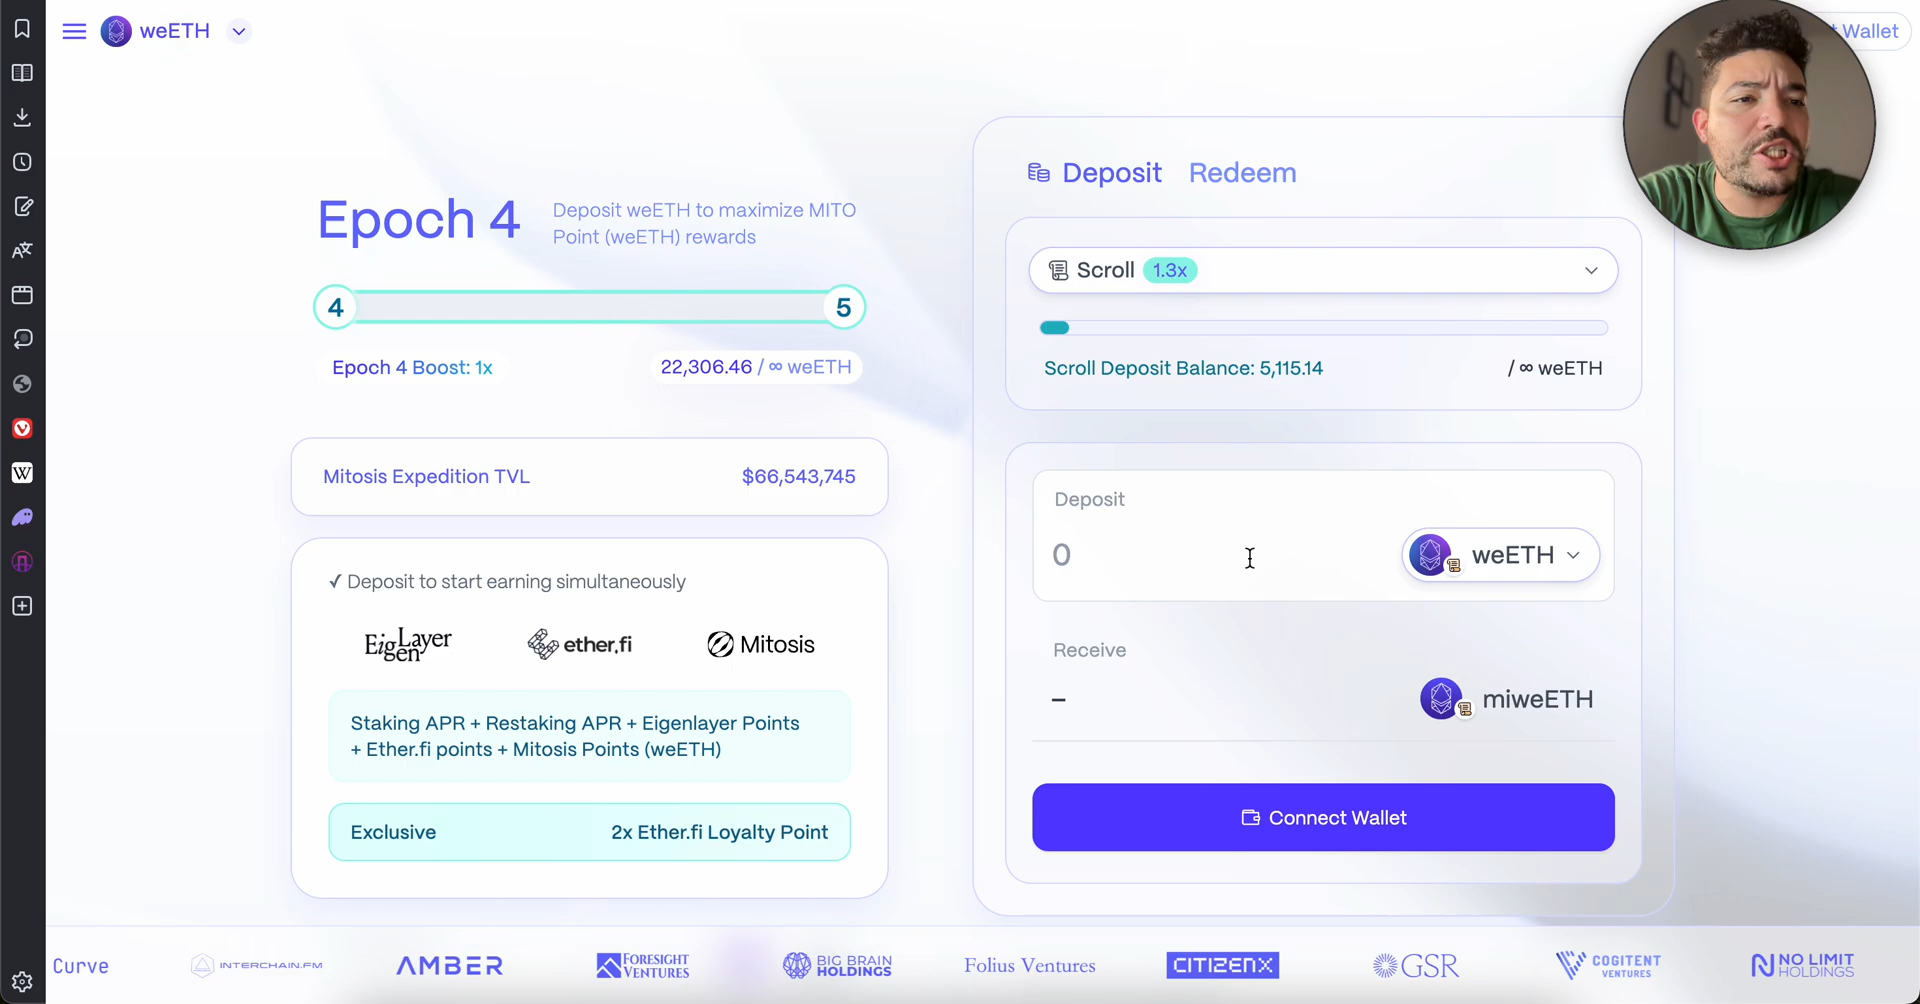 weETH
t Wallet
Epoch 4
Deposit weETH to maximize MITO
Point (weETH) rewards
4
5
Epoch 4 Boost: 1x
22,306.46 / ∞ weETH
Mitosis Expedition TVL
$66,543,745
✓ Deposit to start earning simultaneously
EigenLayer
ether.fi
Mitosis
Staking APR + Restaking APR + Eigenlayer Points
+ Ether.fi points + Mitosis Points (weETH)
Exclusive
2x Ether.fi Loyalty Point
Deposit
Redeem
Scroll
1.3x
Scroll Deposit Balance: 5,115.14
/ ∞ weETH
Deposit
0
weETH
Receive
–
miweETH
Connect Wallet
Curve
INTERCHAIN.FM
AMBER
FORESIGHT
VENTURES
BIG BRAIN
HOLDINGS
Folius Ventures
CITIZENX
GSR
COGITENT
VENTURES
NO LIMIT
HOLDINGS
W